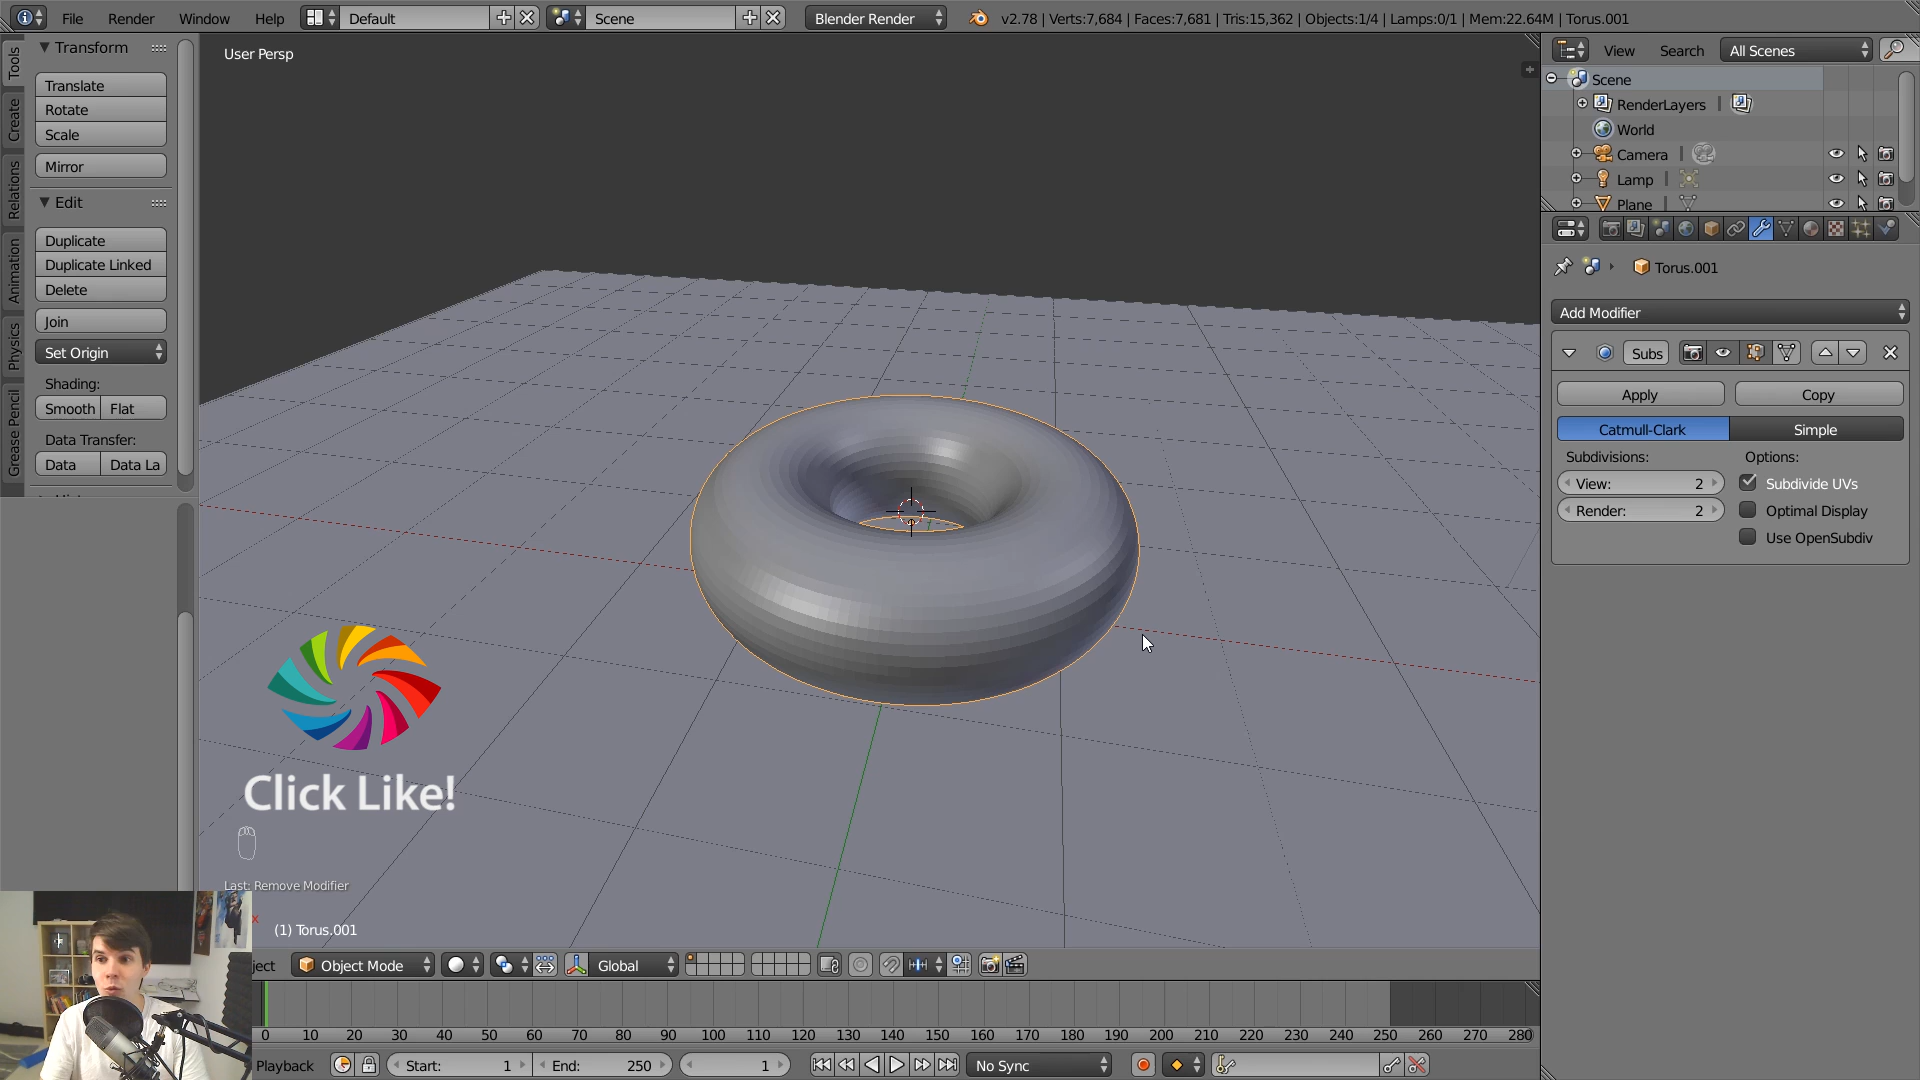 File Render Window Help Default Scene Blender Render v2.78 | Verts:7,684 | Faces:7,681 | Tris:15,362 | Objects:1/4 | Lamps:0/1 | Mem:22.64M | Torus.001
Tools
Create
Relations
Animation
Physics
Grease Pencil
Transform
Translate
Rotate
Scale
Mirror
Edit
Duplicate
Duplicate Linked
Delete
Join
Set Origin
Shading:
Smooth Flat
Data Transfer:
Data Data La
User Persp
Click Like!
Last: Remove Modifier
x
(1) Torus.001
View Search All Scenes
Scene
RenderLayers |
World
Camera |
Lamp |
Plane |
Torus.001
Add Modifier
Subs
Apply Copy
Catmull-Clark Simple
Subdivisions: Options:
View: 2 Subdivide UVs
Render: 2 Optimal Display
Use OpenSubdiv
ject Object Mode Global
0 10 20 30 40 50 60 70 80 90 100 110 120 130 140 150 160 170 180 190 200 210 220 230 240 250 260 270 280
Playback Start: 1 End: 250 1 No Sync